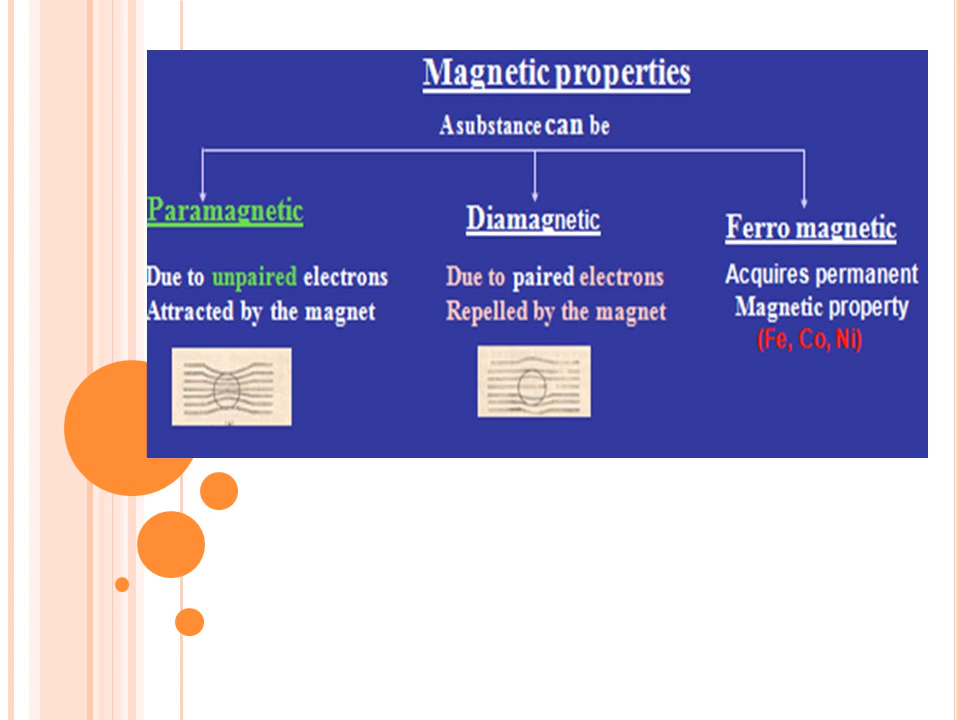 Magnetic properties
A substance can be
Paramagnetic
Due to unpaired electrons
Attracted by the magnet
Diamagnetic
Due to paired electrons
Repelled by the magnet
Ferro magnetic
Acquires permanent
Magnetic property
(Fe, Co, Ni)